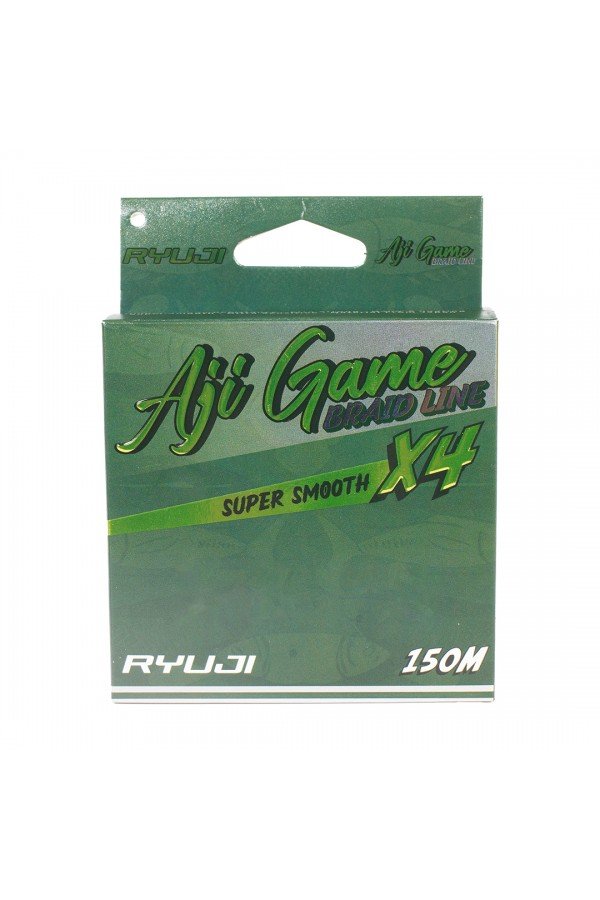 RYUJI
Aji Game
BRAID LINE
Aji Game
BRAID LINE
X4
SUPER SMOOTH
RYUJI
150M